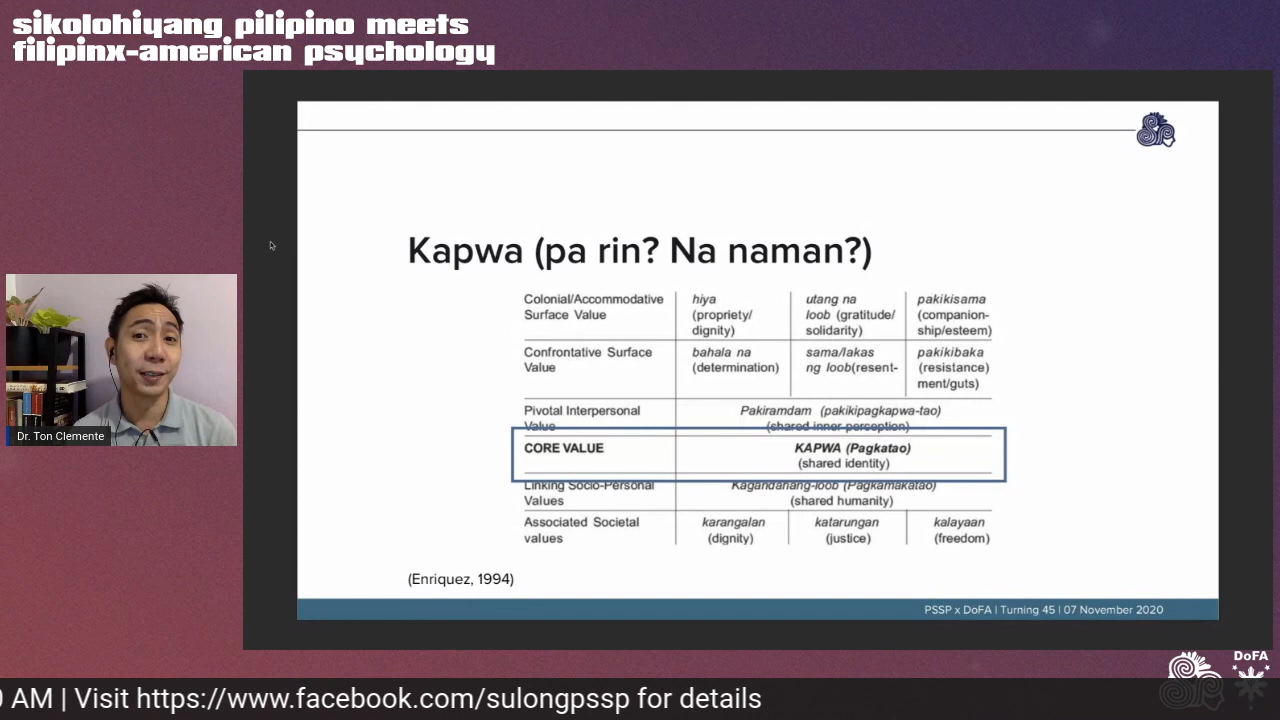 sikolohiyang pilipino meets
filipinx-american psychology
Kapwa (pa rin? Na naman?)
Colonial/Accommodative
Surface Value
hiya
(propriety/
dignity)
utang na
loob (gratitude/
solidarity)
pakikisama
(companion-
ship/esteem)
Confrontative Surface
Value
bahala na
(determination)
sama/lakas
ng loob(resent-
pakikibaka
(resistance)
ment/guts)
Pivotal Interpersonal
Value
Pakiramdam (pakikipagkapwa-tao)
(shared inner perception)
CORE VALUE
KAPWA (Pagkatao)
(shared identity)
Linking Socio-Personal
Values
Kagandahang-loob (Pagkamakatao)
(shared humanity)
Associated Societal
values
karangalan
(dignity)
katarungan
(justice)
kalayaan
(freedom)
(Enriquez, 1994)
PSSP x DoFA | Turning 45 | 07 November 2020
Dr. Ton Clemente
DoFA
0 AM | Visit https://www.facebook.com/sulongpssp for details